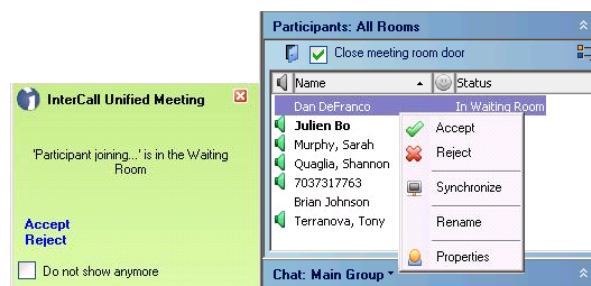 InterCall Unified Meeting
'Participant joining...' is in the Waiting
Room
Accept
Reject
Do not show anymore
Participants: All Rooms
Close meeting room door
Name Status
Dan DeFranco In Waiting Room
Julien Bo
Murphy, Sarah
Quaglia, Shannon
7037317763
Brian Johnson
Terranova, Tony
Accept
Reject
Synchronize
Rename
Properties
Chat: Main Group